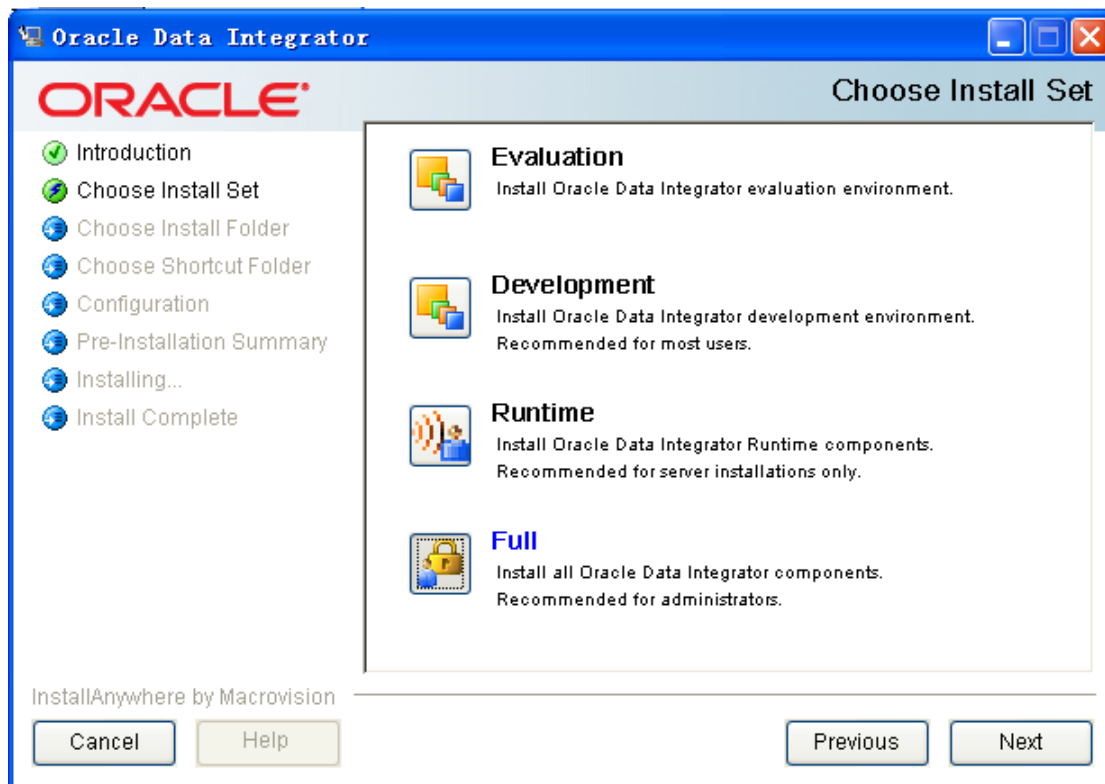 Oracle Data Integrator
ORACLE®
Choose Install Set
Introduction
Choose Install Set
Choose Install Folder
Choose Shortcut Folder
Configuration
Pre-Installation Summary
Installing...
Install Complete
Evaluation
Install Oracle Data Integrator evaluation environment.
Development
Install Oracle Data Integrator development environment.
Recommended for most users.
Runtime
Install Oracle Data Integrator Runtime components.
Recommended for server installations only.
Full
Install all Oracle Data Integrator components.
Recommended for administrators.
InstallAnywhere by Macrovision
Cancel
Help
Previous
Next